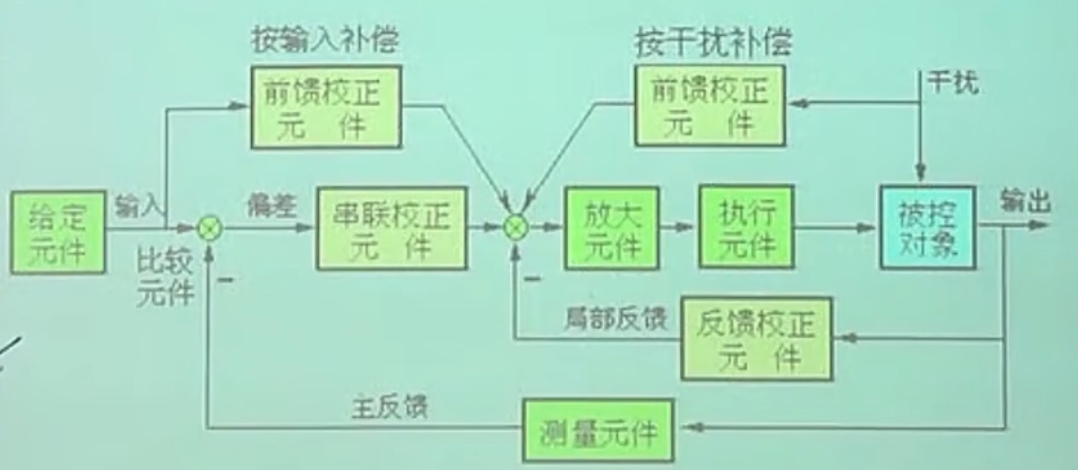 按输入补偿
按干扰补偿
前馈校正
元 件
前馈校正
元 件
干扰
给定
元件
输入
偏差
串联校正
元 件
放大
元件
执行
元件
被控
对象
输出
比较
元件
−
−
局部反馈
反馈校正
元 件
主反馈
测量元件